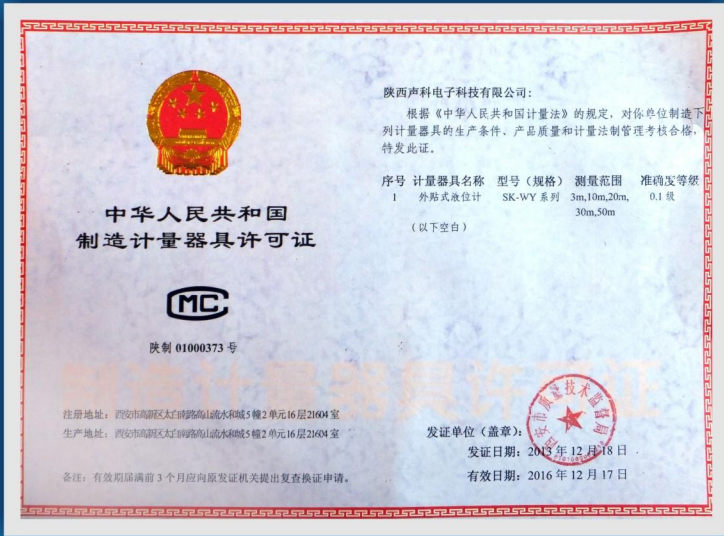 中华人民共和国
制造计量器具许可证
CMC
陕制 01000373 号
注册地址：西安市高新区太白南路高山流水和城5幢2单元16层21604室
生产地址：西安市高新区太白南路高山流水和城5幢2单元16层21604室
备注：有效期届满前 3 个月应向原发证机关提出复查换证申请。
陕西声科电子科技有限公司：
根据《中华人民共和国计量法》的规定，对你单位制造下
列计量器具的生产条件、产品质量和计量法制管理考核合格，
特发此证。
序号 计量器具名称 型号（规格） 测量范围 准确度等级
1 外贴式液位计 SK-WY 系列 3m,10m,20m, 0.1 级
30m,50m
（以下空白）
制造计量器具许可证
西安市质量技术监督局
发证单位（盖章）：
发证日期：2013 年 12 月 18 日
有效日期：2016 年 12 月 17 日